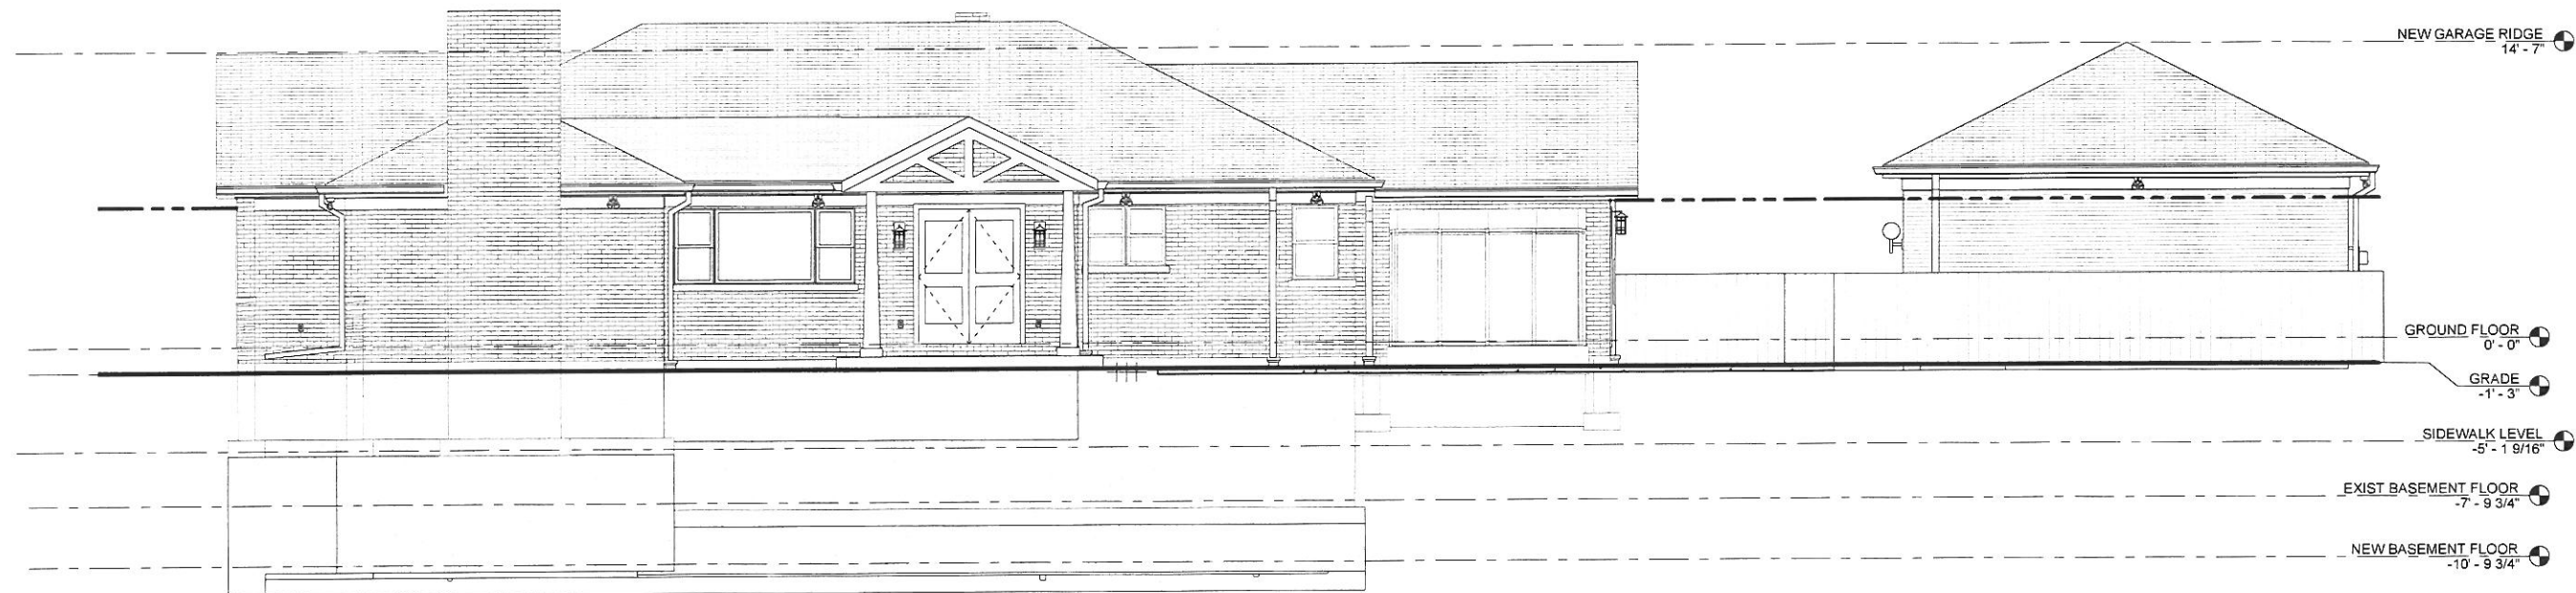 NEW GARAGE RIDGE
14' - 7"
GROUND FLOOR
0' - 0"
GRADE
-1' - 3"
SIDEWALK LEVEL
-5' - 1 9/16"
EXIST BASEMENT FLOOR
-7' - 9 3/4"
NEW BASEMENT FLOOR
-10' - 9 3/4"